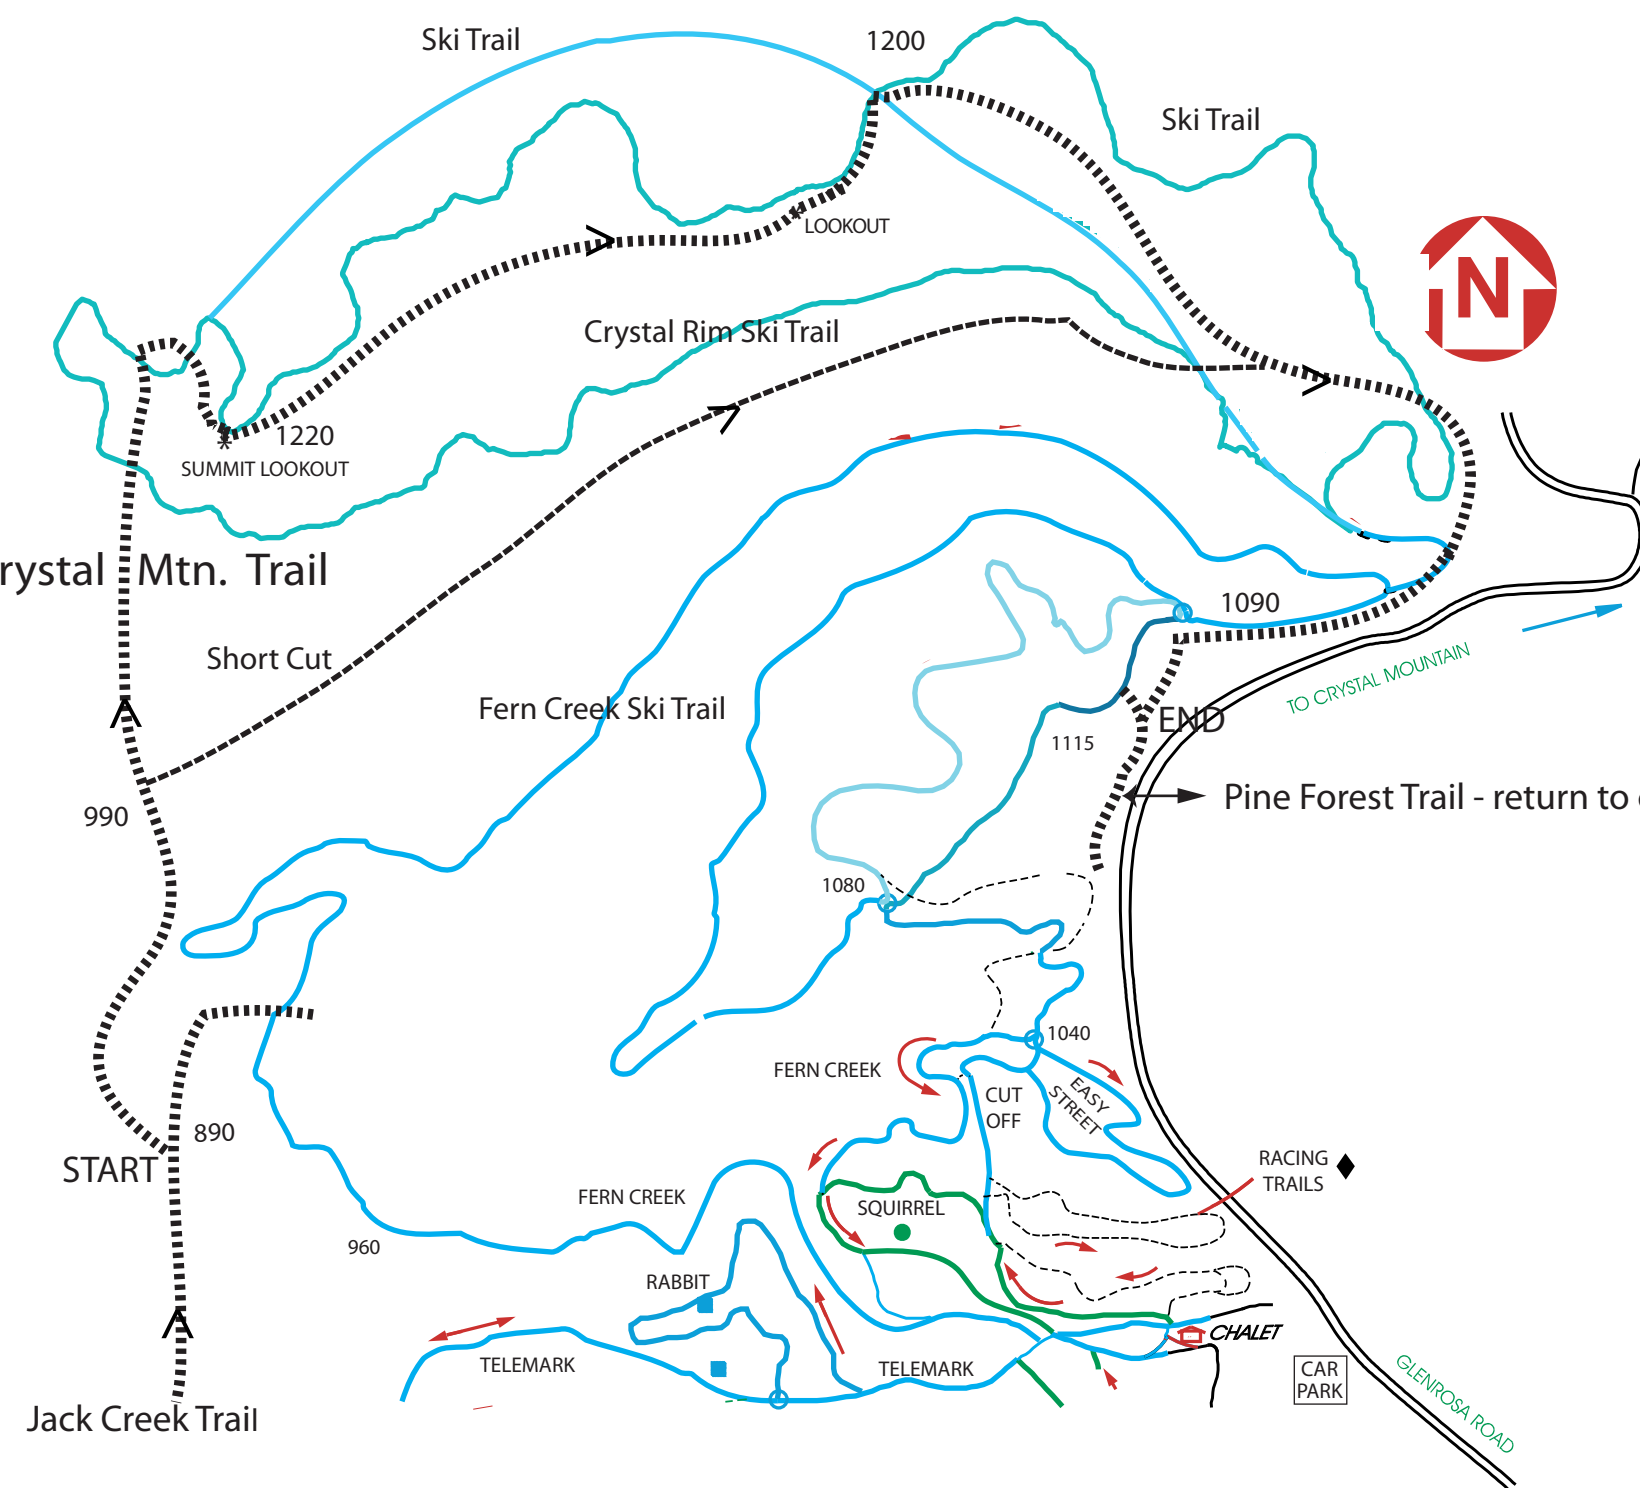 Ski Trail
1200
Ski Trail
LOOKOUT
N
Crystal Rim Ski Trail
1220
SUMMIT LOOKOUT
rystal Mtn. Trail
1090
Short Cut
TO CRYSTAL MOUNTAIN
Fern Creek Ski Trail
END
1115
990
Pine Forest Trail - return to
1080
1040
FERN CREEK
CUT
OFF
EASY
STREET
890
START
RACING
TRAILS
FERN CREEK
SQUIRREL
960
RABBIT
CHALET
TELEMARK
TELEMARK
CAR
PARK
GLENROSA ROAD
Jack Creek Trail